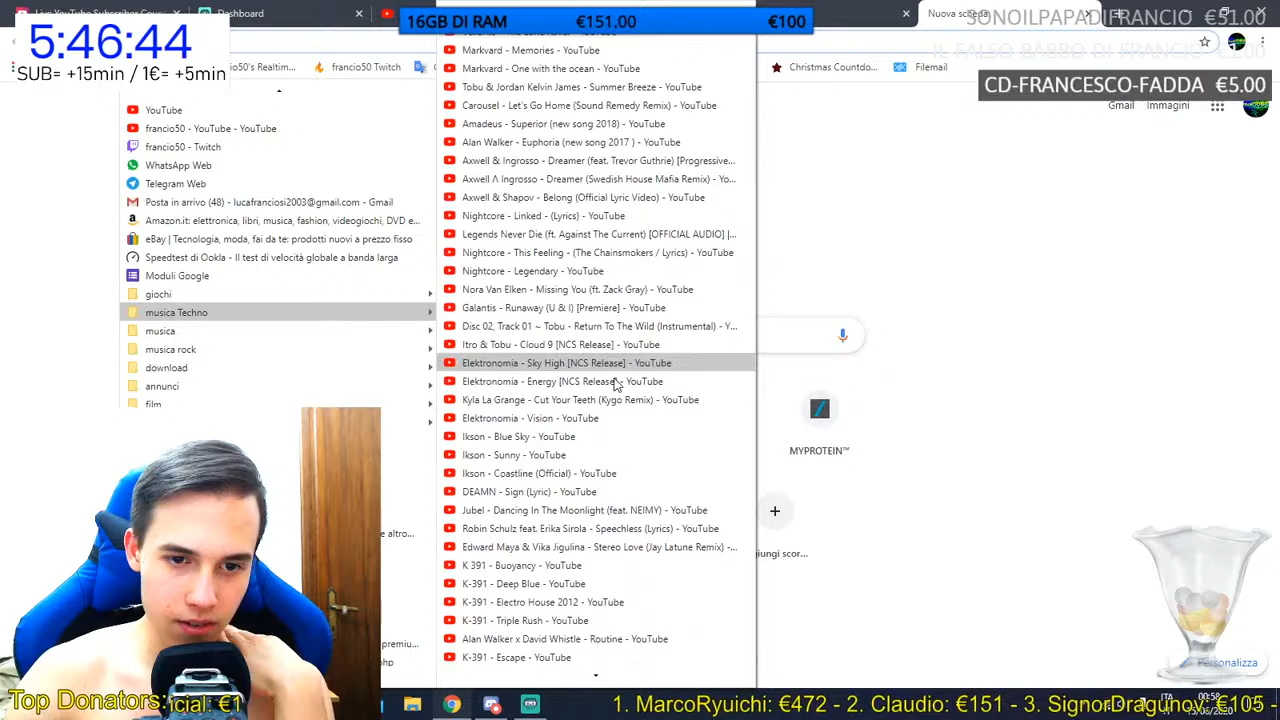 Dashboard
Nuova scheda
16GB DI RAM €151.00 €100
SONOILPAPADIFRANCIO €51.00
5:46:44
SUB= +15min / 1€= +5min
IL FALSO BABBO DI FRANCIO
CD-FRANCESCO-FADDA €5.00
francio50 Twitch
Christmas Countdo...
Filemail
Gmail Immagini
YouTube
francio50 - YouTube - YouTube
francio50 - Twitch
WhatsApp Web
Telegram Web
Posta in arrivo (48) - lucafranciosi2003@gmail.com - Gmail
Amazon.it: elettronica, libri, musica, fashion, videogiochi, DVD e...
eBay | Tecnologia, moda, fai da te: prodotti nuovi a prezzo fisso
Speedtest di Ookla - Il test di velocità globale a banda larga
Moduli Google
giochi
musica Techno
musica
musica rock
download
annunci
film
Markvard - Memories - YouTube
Markvard - One with the ocean - YouTube
Tobu & Jordan Kelvin James - Summer Breeze - YouTube
Carousel - Let's Go Home (Sound Remedy Remix) - YouTube
Amadeus - Superior (new song 2018) - YouTube
Alan Walker - Euphoria (new song 2017 ) - YouTube
Axwell & Ingrosso - Dreamer (feat. Trevor Guthrie) [Progressive...
Axwell Λ Ingrosso - Dreamer (Swedish House Mafia Remix) - Yo...
Axwell & Shapov - Belong (Official Lyric Video) - YouTube
Nightcore - Linked - (Lyrics) - YouTube
Legends Never Die (ft. Against The Current) [OFFICIAL AUDIO] |...
Nightcore - This Feeling - (The Chainsmokers / Lyrics) - YouTube
Nightcore - Legendary - YouTube
Nora Van Elken - Missing You (ft. Zack Gray) - YouTube
Galantis - Runaway (U & I) [Premiere] - YouTube
Disc 02, Track 01 ~ Tobu - Return To The Wild (Instrumental) - Y...
Itro & Tobu - Cloud 9 [NCS Release] - YouTube
Elektronomia - Sky High [NCS Release] - YouTube
Elektronomia - Energy [NCS Release] - YouTube
Kyla La Grange - Cut Your Teeth (Kygo Remix) - YouTube
Elektronomia - Vision - YouTube
Ikson - Blue Sky - YouTube
Ikson - Sunny - YouTube
Ikson - Coastline (Official) - YouTube
DEAMN - Sign (Lyric) - YouTube
Jubel - Dancing In The Moonlight (feat. NEIMY) - YouTube
Robin Schulz feat. Erika Sirola - Speechless (Lyrics) - YouTube
Edward Maya & Vika Jigulina - Stereo Love (Jay Latune Remix) -...
K 391 - Buoyancy - YouTube
K-391 - Deep Blue - YouTube
K-391 - Electro House 2012 - YouTube
K-391 - Triple Rush - YouTube
Alan Walker x David Whistle - Routine - YouTube
K-391 - Escape - YouTube
MYPROTEIN™
Personalizza
ITA
00:58
Top Donators: icial: €1 1. MarcoRyuichi: €472 - 2. Claudio: €151 - 3. SignorDragunov: €105 -